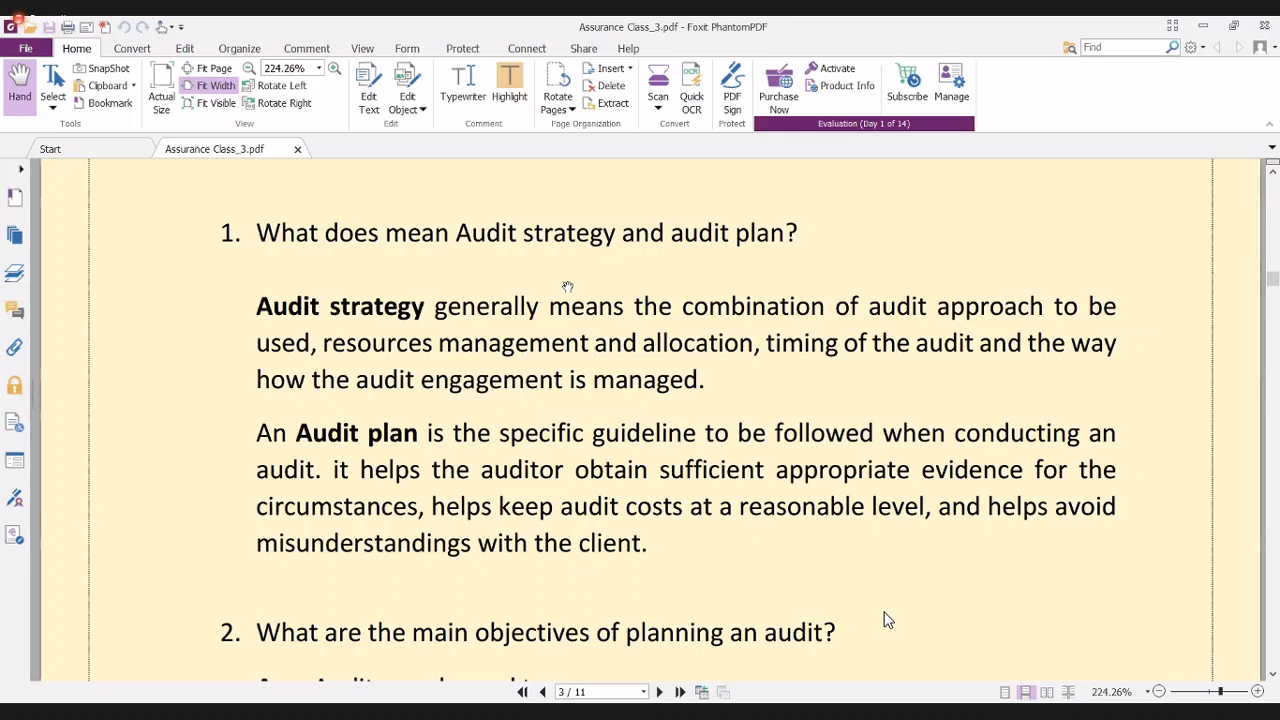 Assurance Class_3.pdf - Foxit PhantomPDF
File Home Convert Edit Organize Comment View Form Protect Connect Share Help Find
Hand Select SnapShot Clipboard Bookmark Tools
Actual Size Fit Page Fit Width Fit Visible 224.26% Rotate Left Rotate Right View
Edit Text Edit Object Edit
Typewriter Highlight Comment
Rotate Pages Insert Delete Extract Page Organization
Scan Quick OCR Convert
PDF Sign Protect
Purchase Now Activate Product Info Subscribe Manage
Evaluation (Day 1 of 14)
Start Assurance Class_3.pdf
1. What does mean Audit strategy and audit plan?
Audit strategy generally means the combination of audit approach to be
used, resources management and allocation, timing of the audit and the way
how the audit engagement is managed.
An Audit plan is the specific guideline to be followed when conducting an
audit. it helps the auditor obtain sufficient appropriate evidence for the
circumstances, helps keep audit costs at a reasonable level, and helps avoid
misunderstandings with the client.
2. What are the main objectives of planning an audit?
3 / 11 224.26%